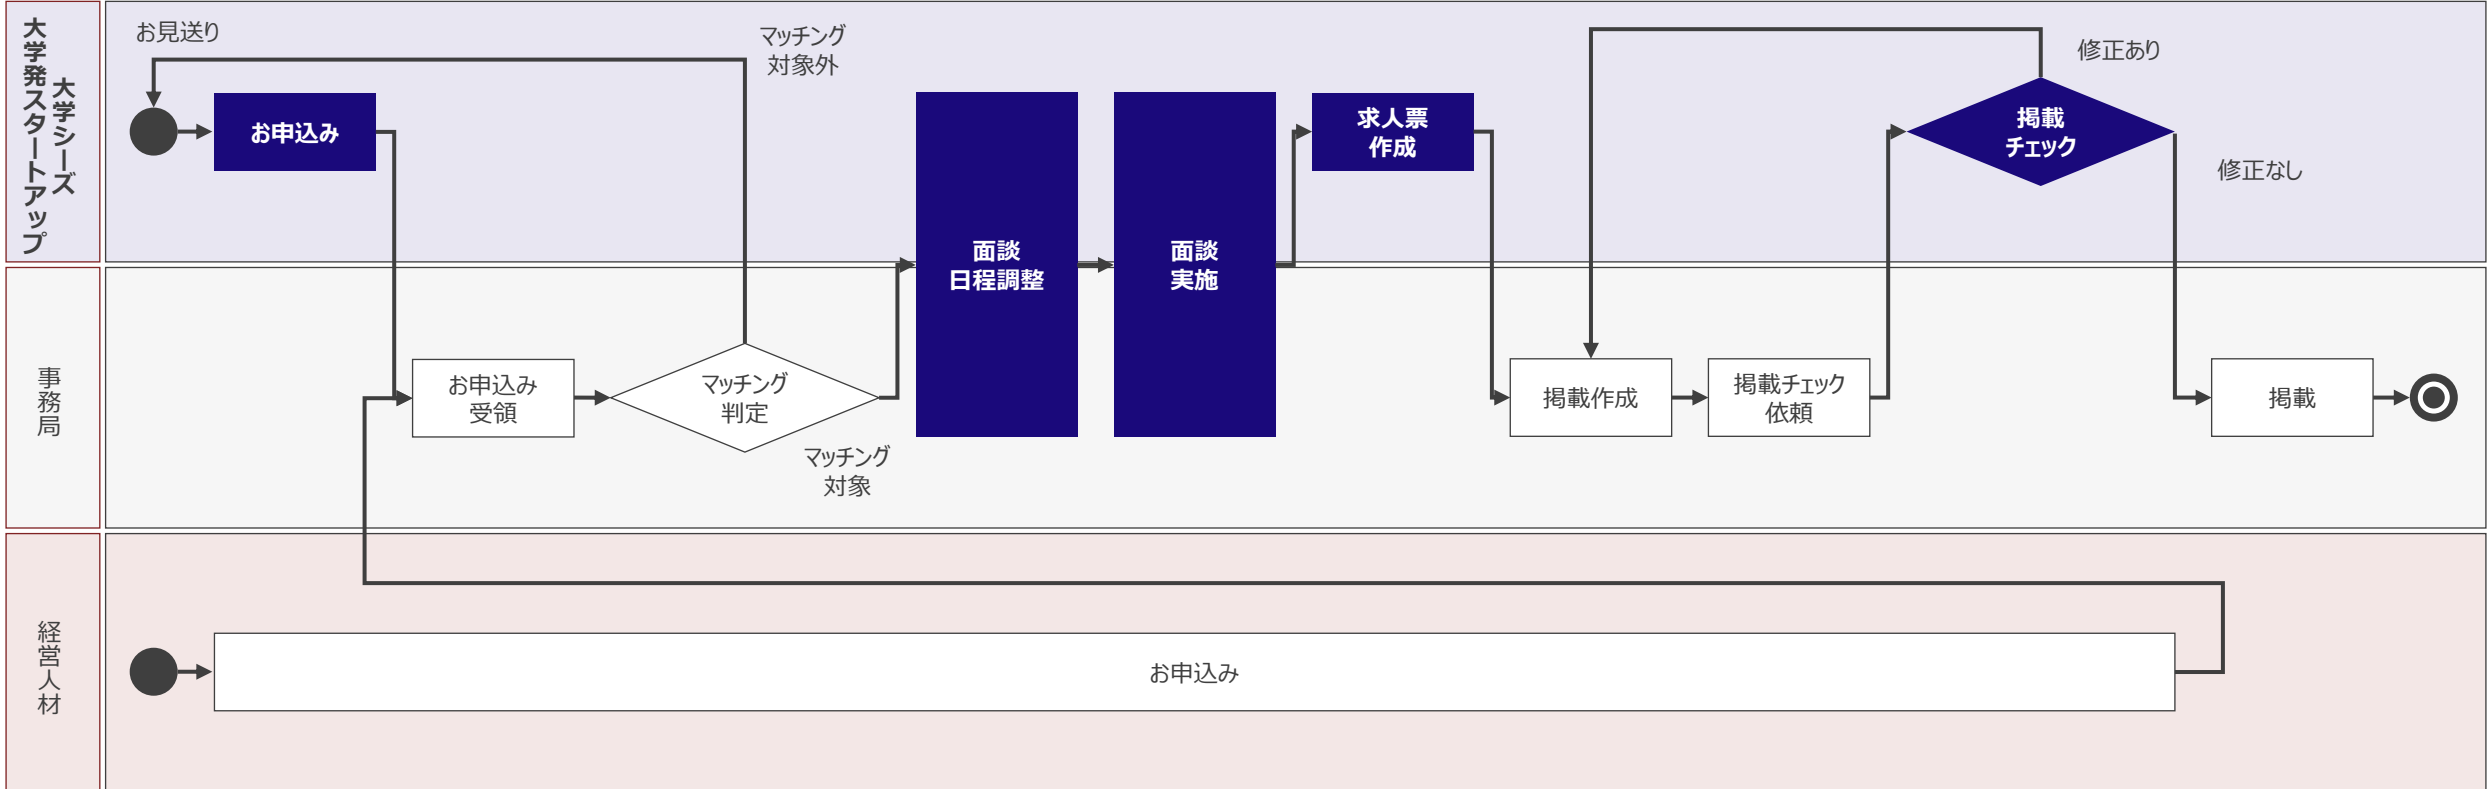 大学シーズ
大学発スタートアップ
お見送り
マッチング
対象外
修正あり
お申込み
求人票
作成
掲載
チェック
修正なし
面談
日程調整
面談
実施
事務局
お申込み
受領
マッチング
判定
マッチング
対象
掲載作成
掲載チェック
依頼
掲載
経営人材
お申込み